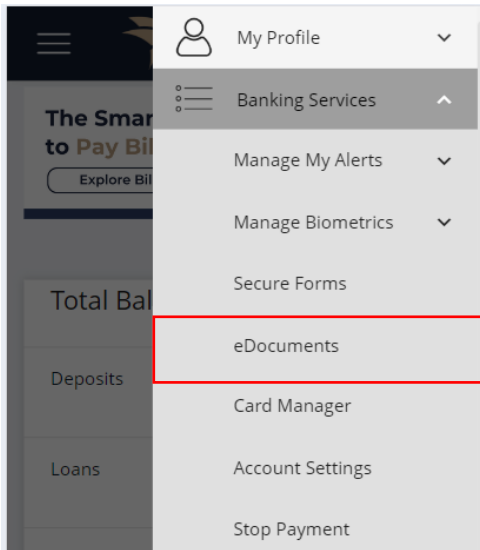 My Profile
Banking Services
Manage My Alerts
Manage Biometrics
Secure Forms
eDocuments
Card Manager
Account Settings
Stop Payment
The Smar
to Pay Bil
Explore Bil
Total Bal
Deposits
Loans